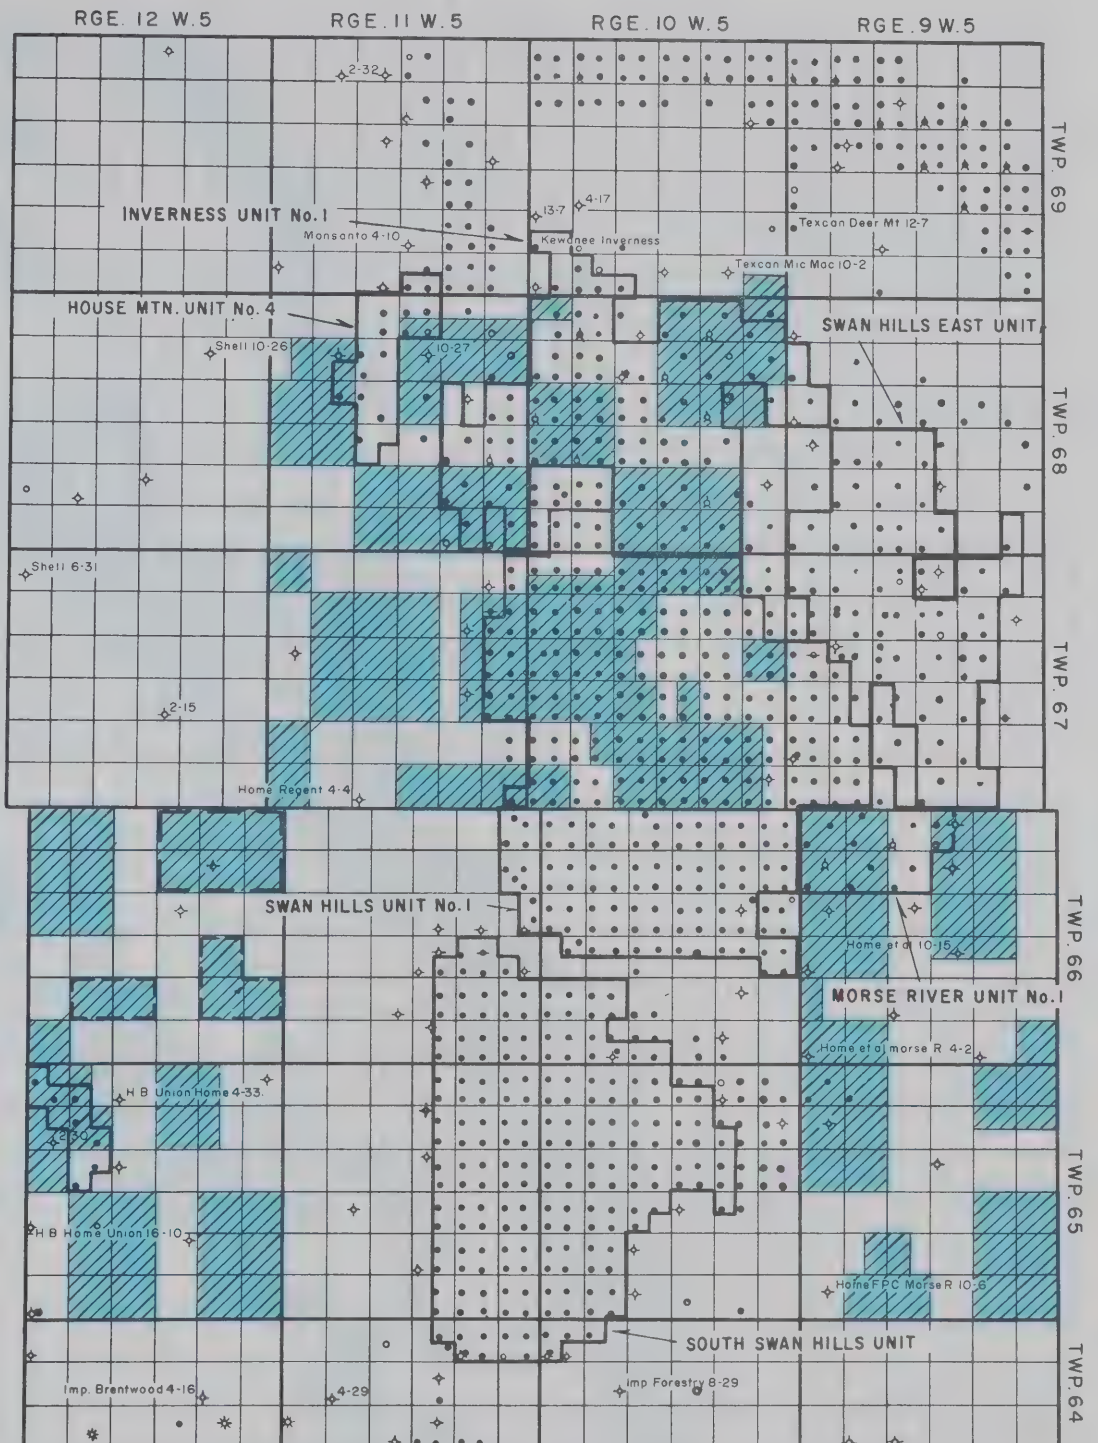 RGE. 12 W.5 RGE. 11 W.5 RGE. 10 W.5 RGE. 9 W.5
2-32
TWP. 69
4-17
13-7
INVERNESS UNIT No.1
Texcan Deer Mt 12-7
Monsanto 4-10
Kewanee Inverness
Texcan Mic Mac 10-2
HOUSE MTN. UNIT No. 4
SWAN HILLS EAST UNIT
Shell 10-26
10-27
TWP. 68
Shell 6-31
TWP. 67
2-15
Home Regent 4-4
SWAN HILLS UNIT No.1
TWP. 66
Home et al 10-15
MORSE RIVER UNIT No.1
Home et al morse R 4-2
H B Union Home 4-33.
2-30
TWP. 65
H B Home Union 16-10
Home FPC Morse R 10-6
SOUTH SWAN HILLS UNIT
TWP. 64
Imp. Brentwood 4-16
4-29
Imp Forestry 8-29